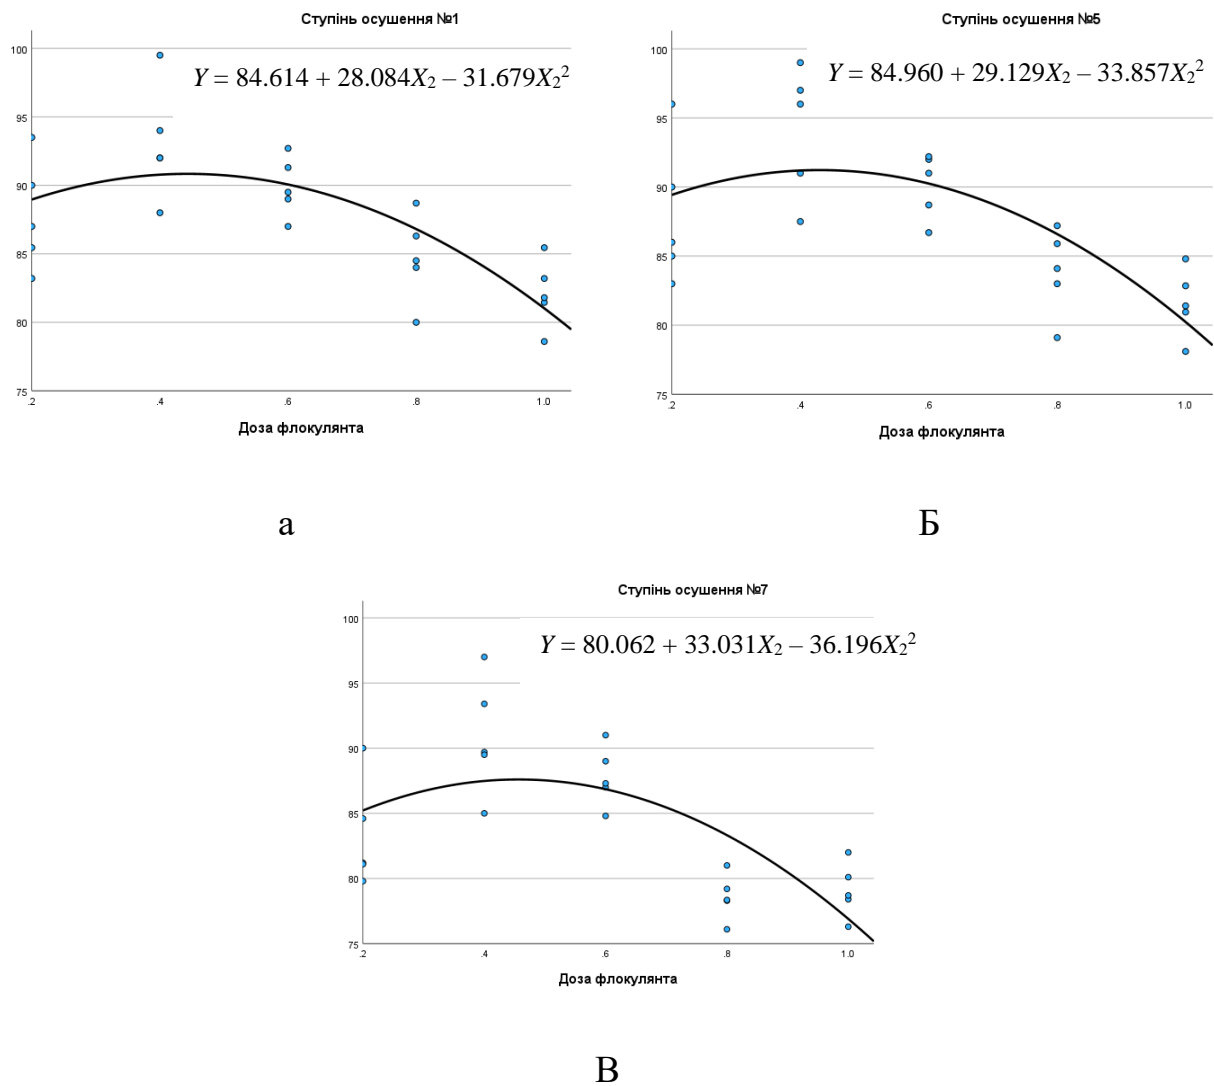 Ступінь осушення №1
Y = 84.614 + 28.084X₂ – 31.679X₂²
100
95
90
85
80
75
.2 .4 .6 .8 1.0
Доза флокулянта
а
Ступінь осушення №5
Y = 84.960 + 29.129X₂ – 33.857X₂²
100
95
90
85
80
75
.2 .4 .6 .8 1.0
Доза флокулянта
Б
Ступінь осушення №7
Y = 80.062 + 33.031X₂ – 36.196X₂²
100
95
90
85
80
75
.2 .4 .6 .8 1.0
Доза флокулянта
В